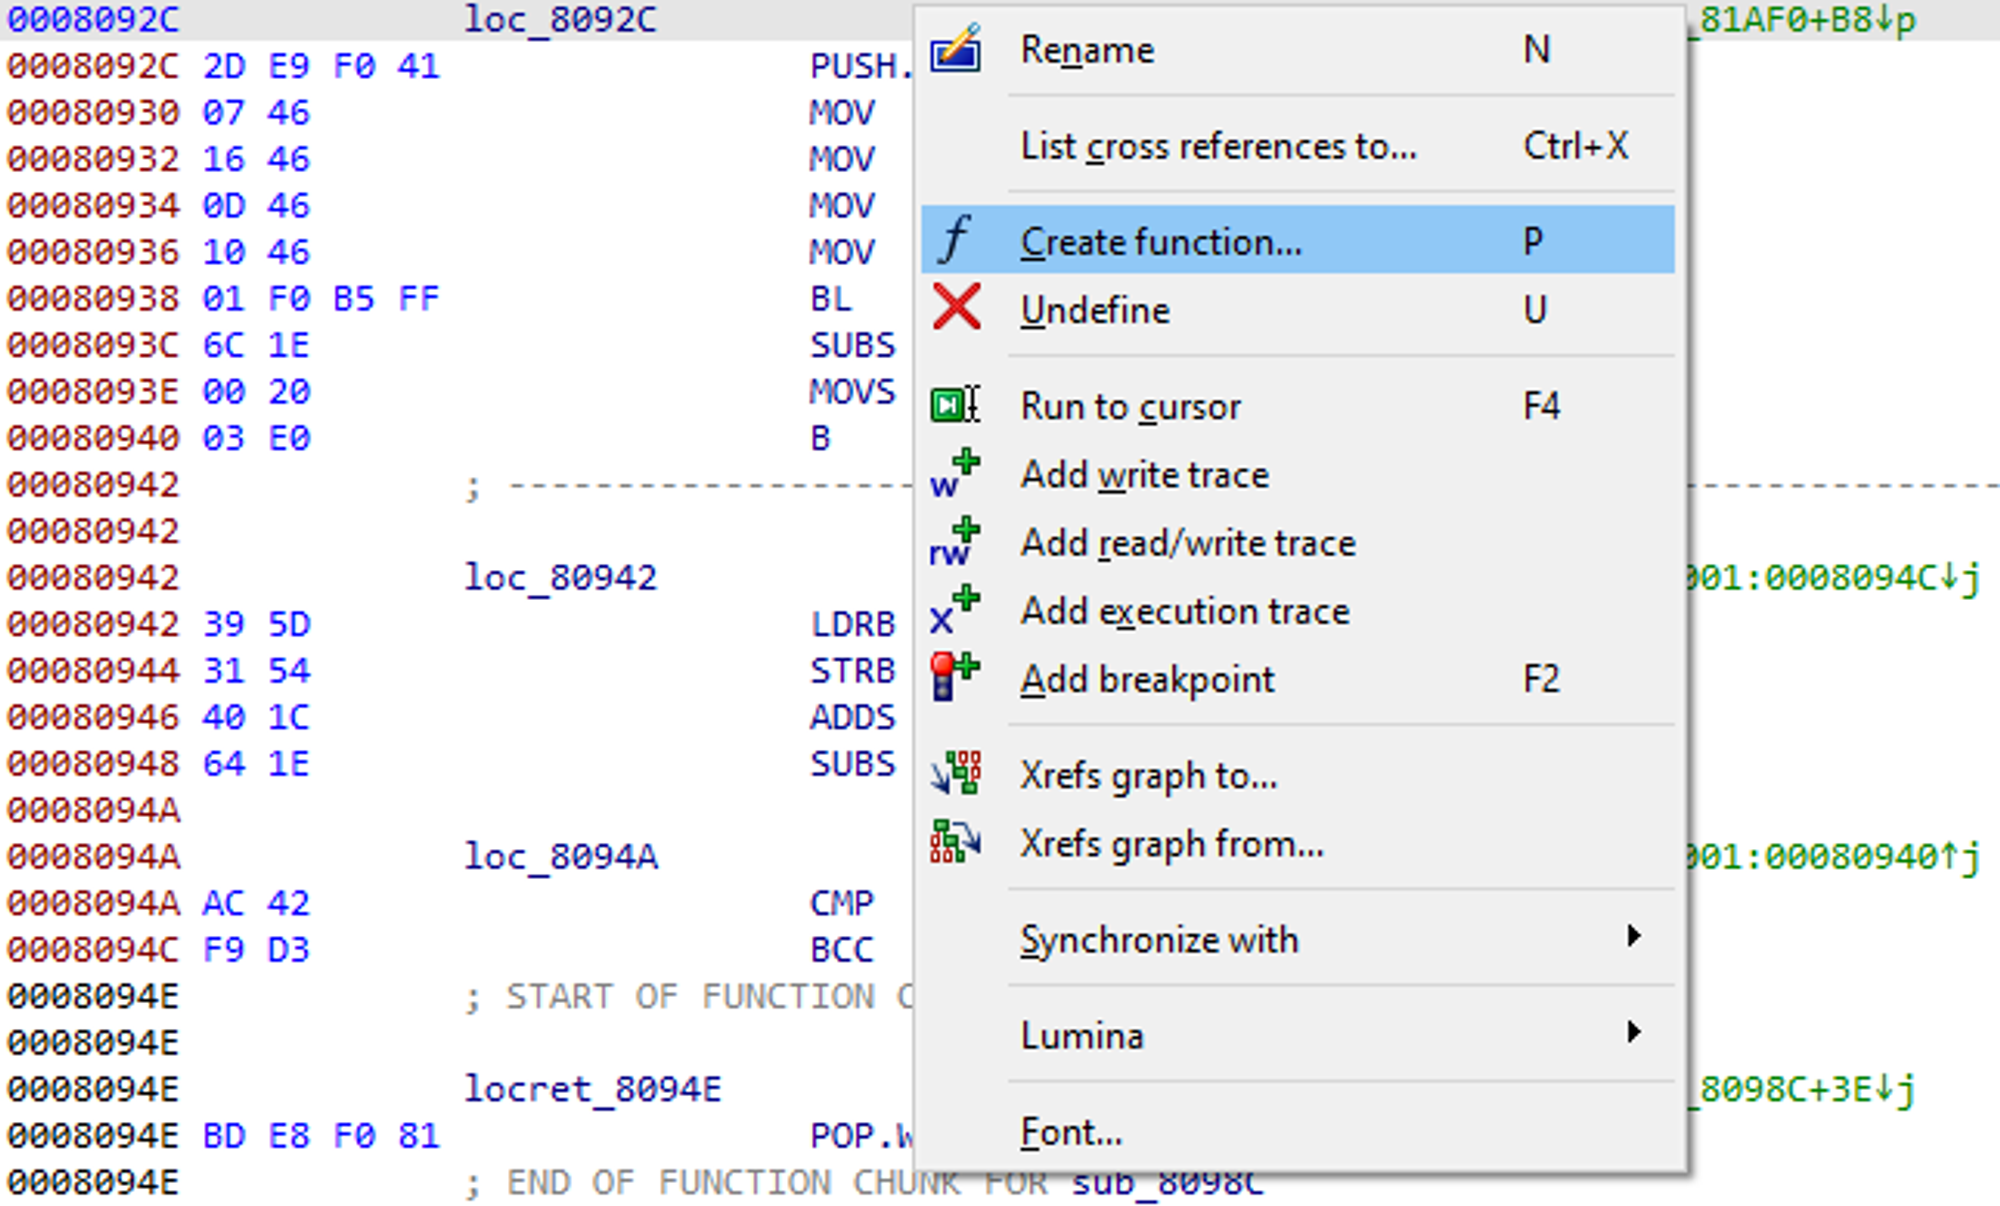 0008092C loc_8092C _81AF0+B8↓p
0008092C 2D E9 F0 41 PUSH.
00080930 07 46 MOV
00080932 16 46 MOV
00080934 0D 46 MOV
00080936 10 46 MOV
00080938 01 F0 B5 FF BL
0008093C 6C 1E SUBS
0008093E 00 20 MOVS
00080940 03 E0 B
00080942 ; ------------------- -------------
00080942
00080942 loc_80942 001:0008094C↓j
00080942 39 5D LDRB
00080944 31 54 STRB
00080946 40 1C ADDS
00080948 64 1E SUBS
0008094A
0008094A loc_8094A 001:00080940↑j
0008094A AC 42 CMP
0008094C F9 D3 BCC
0008094E ; START OF FUNCTION C
0008094E
0008094E locret_8094E _8098C+3E↓j
0008094E BD E8 F0 81 POP.W
0008094E ; END OF FUNCTION CHUNK FOR sub_8098C
Rename N
List cross references to... Ctrl+X
f Create function... P
Undefine U
Run to cursor F4
w Add write trace
rw Add read/write trace
x Add execution trace
Add breakpoint F2
Xrefs graph to...
Xrefs graph from...
Synchronize with
Lumina
Font...